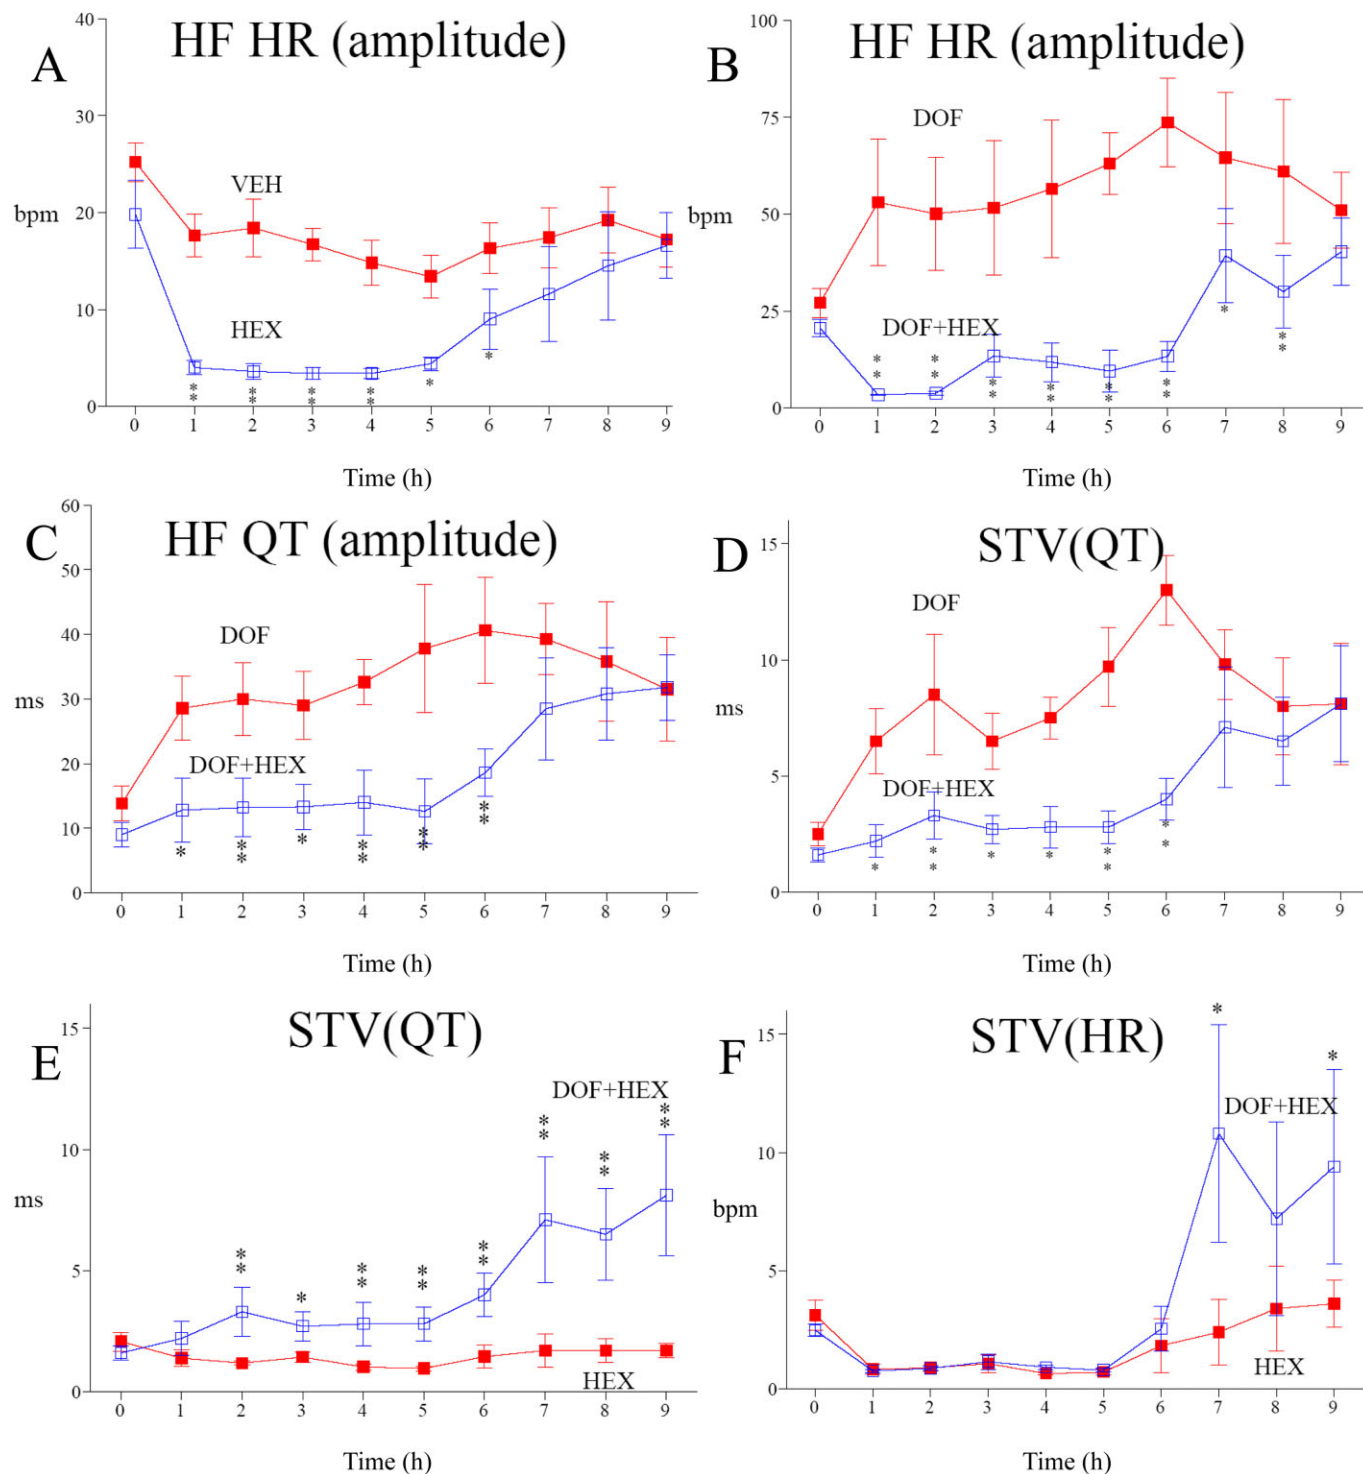 A
HF HR (amplitude)
40
30
20
10
0
bpm
VEH
HEX
** ** ** ** * *
0 1 2 3 4 5 6 7 8 9
Time (h)
B
HF HR (amplitude)
100
75
50
25
0
bpm
DOF
DOF+HEX
** ** ** ** ** ** * **
0 1 2 3 4 5 6 7 8 9
Time (h)
C
HF QT (amplitude)
60
50
40
30
20
10
0
ms
DOF
DOF+HEX
* ** * ** ** **
0 1 2 3 4 5 6 7 8 9
Time (h)
D
STV(QT)
15
10
5
0
ms
DOF
DOF+HEX
* ** * * ** **
0 1 2 3 4 5 6 7 8 9
Time (h)
E
STV(QT)
15
10
5
0
ms
DOF+HEX
** * ** ** ** ** ** **
HEX
0 1 2 3 4 5 6 7 8 9
Time (h)
F
STV(HR)
15
10
5
0
bpm
* *
DOF+HEX
HEX
0 1 2 3 4 5 6 7 8 9
Time (h)